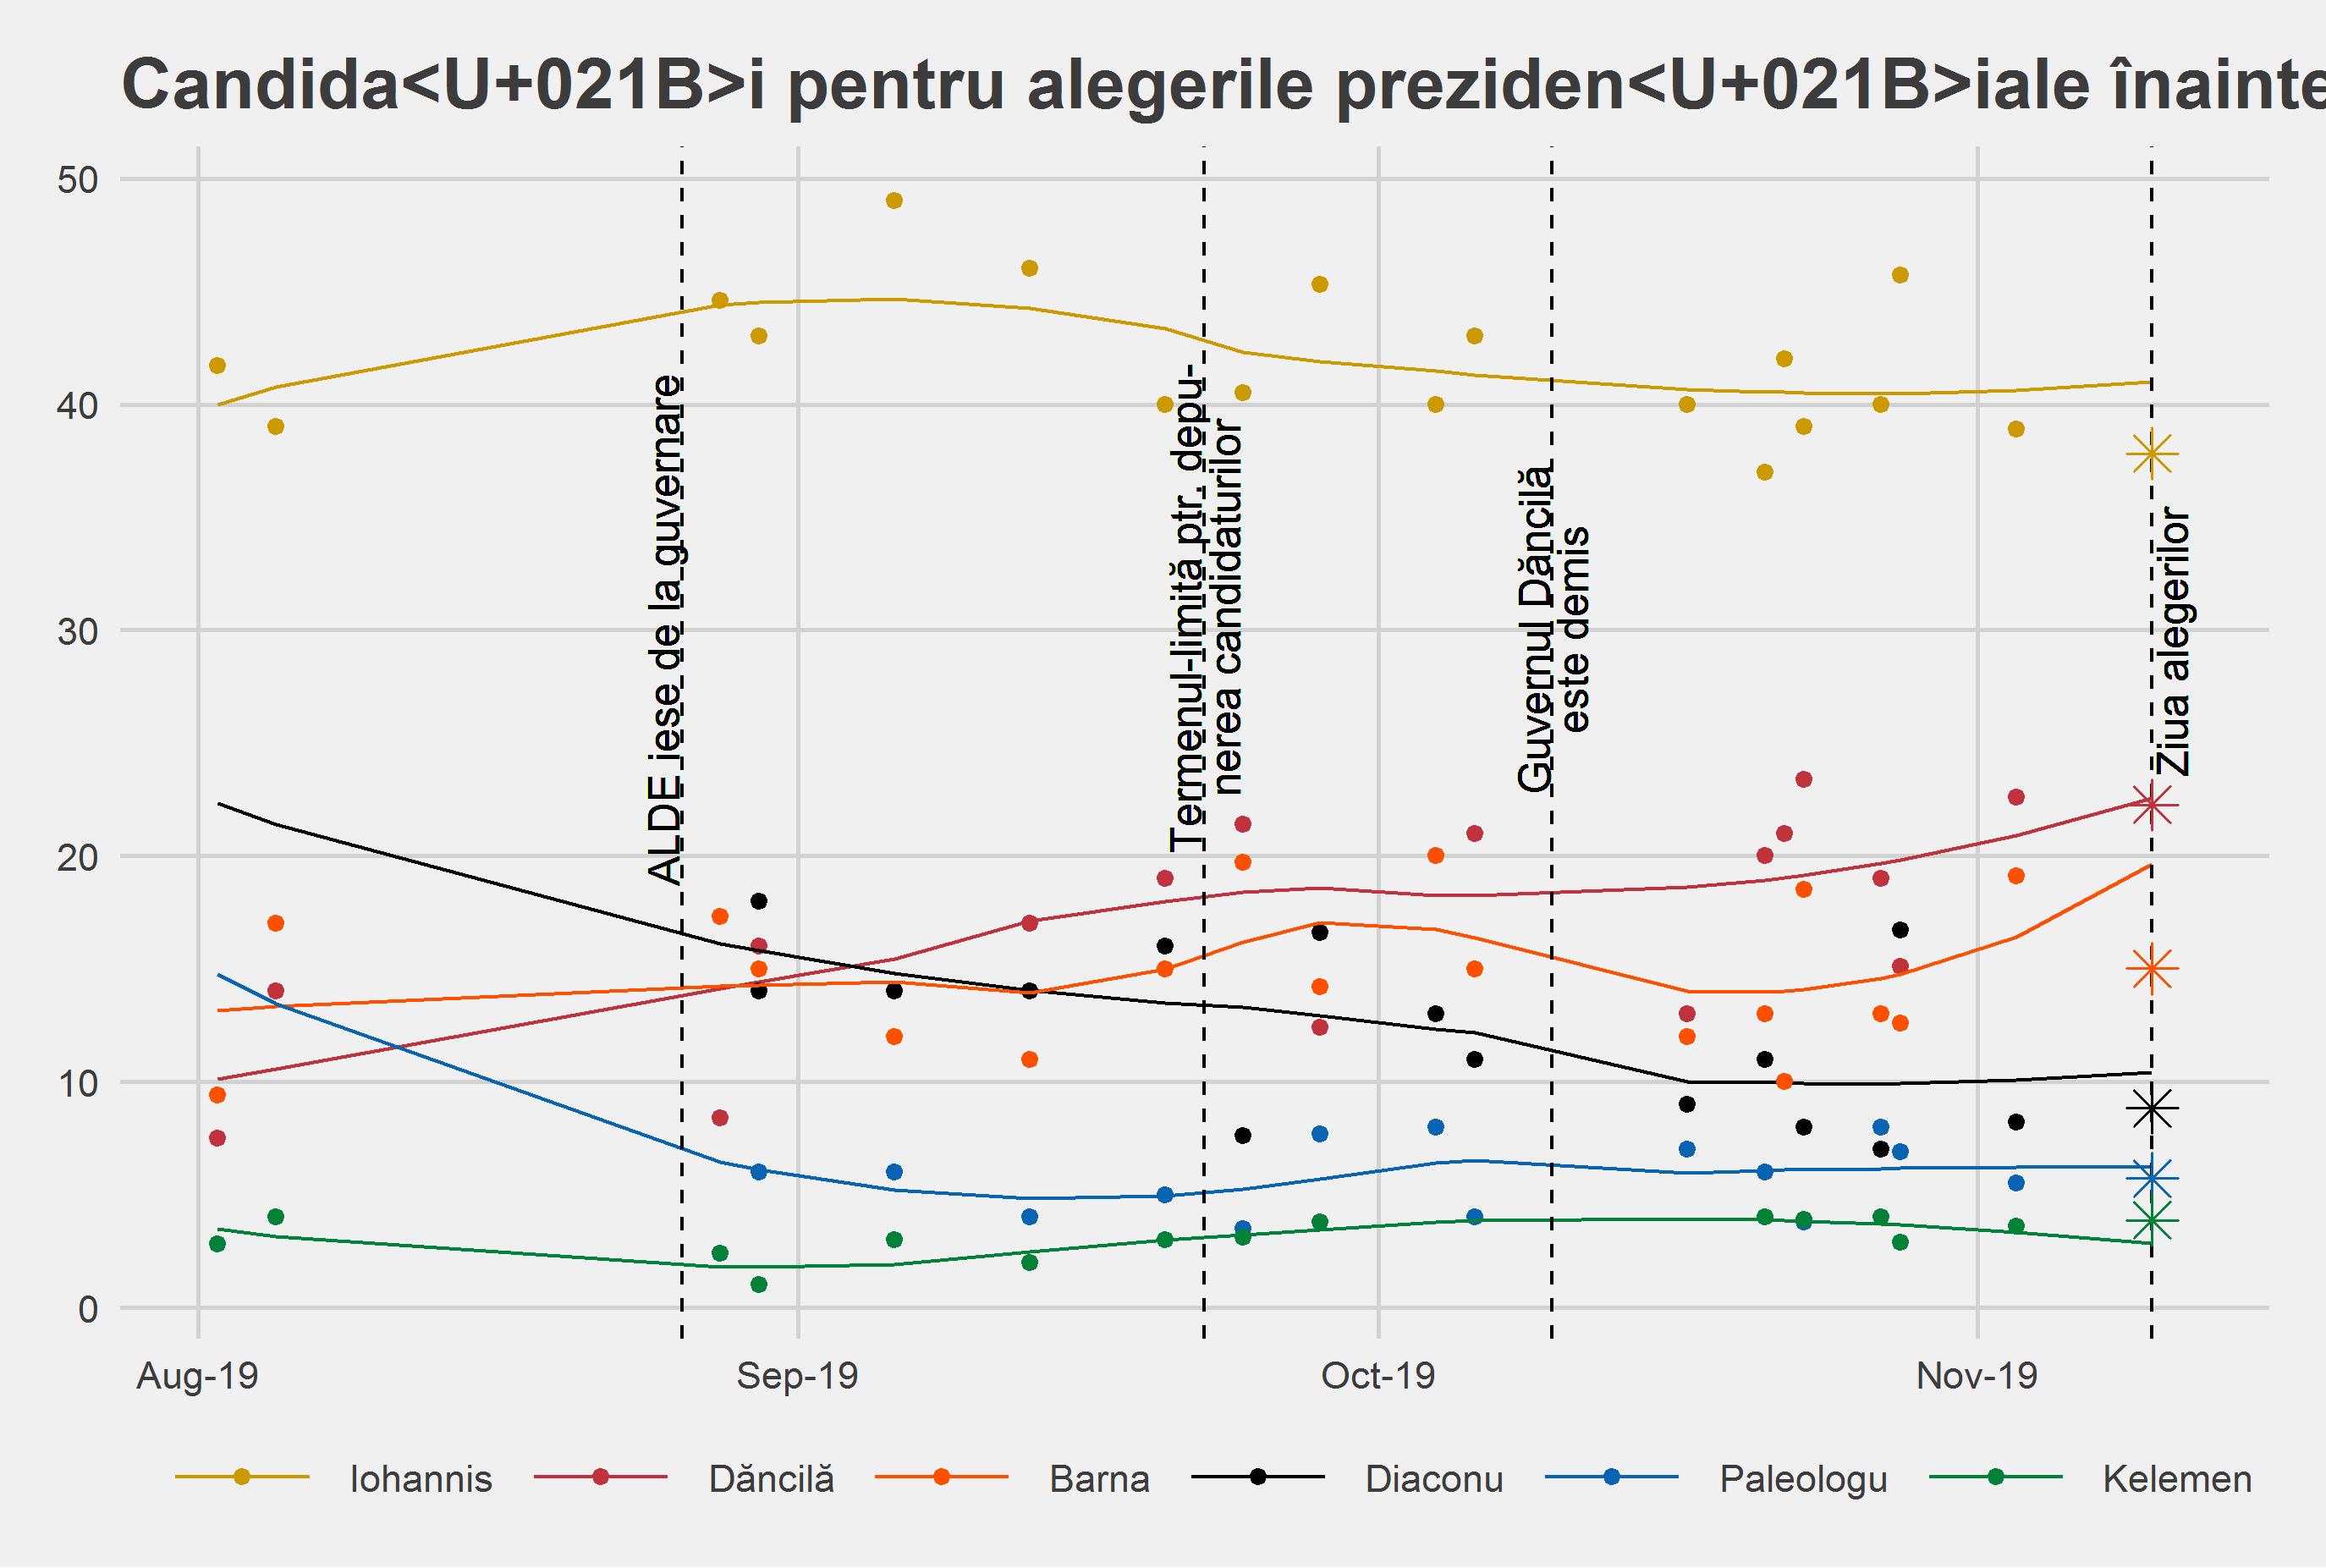 Candida<U+021B>i pentru alegerile preziden<U+021B>iale înainte
50
40
30
20
10
0
ALDE iese de la guvernare
Termenul-limită ptr. depu-
nerea candidaturilor
Guvernul Dăncilă
este demis
Ziua alegerilor
Aug-19 Sep-19 Oct-19 Nov-19
Iohannis Dăncilă Barna Diaconu Paleologu Kelemen